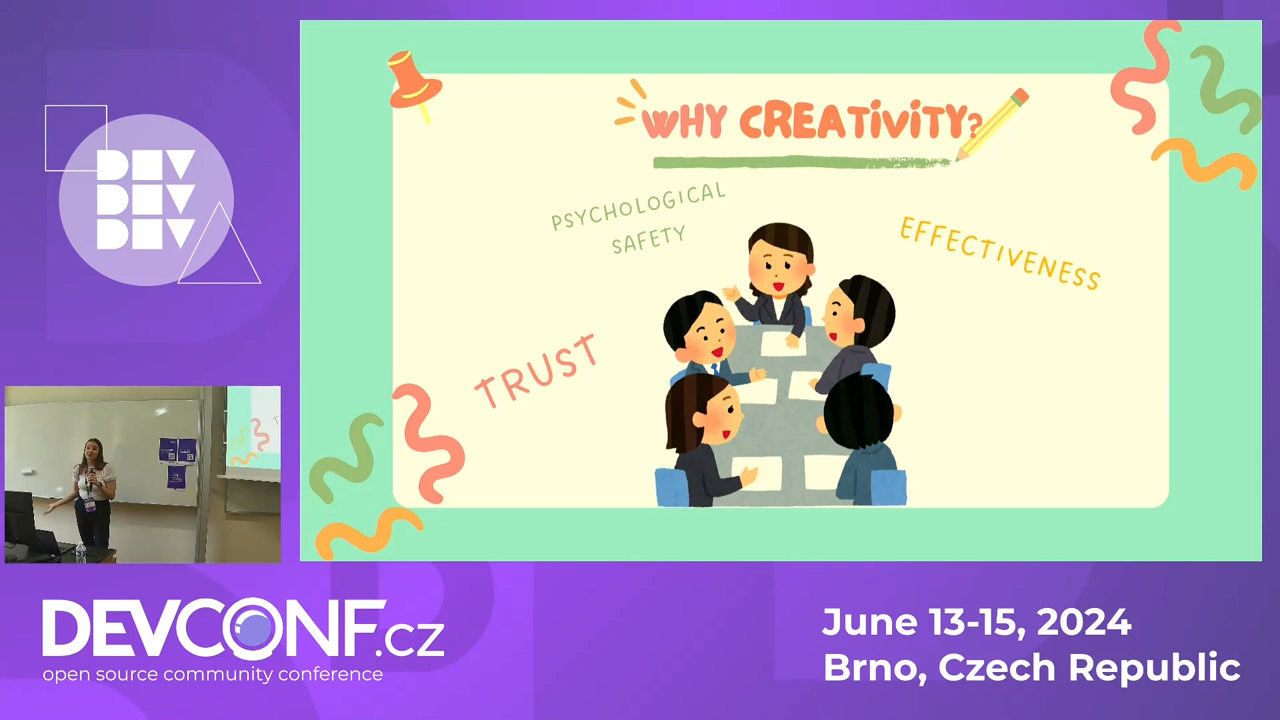 DEV
DEV
DEV
WHY CREATIVITY?
PSYCHOLOGICAL
SAFETY
EFFECTIVENESS
TRUST
DEVCONF.cz
open source community conference
June 13-15, 2024
Brno, Czech Republic